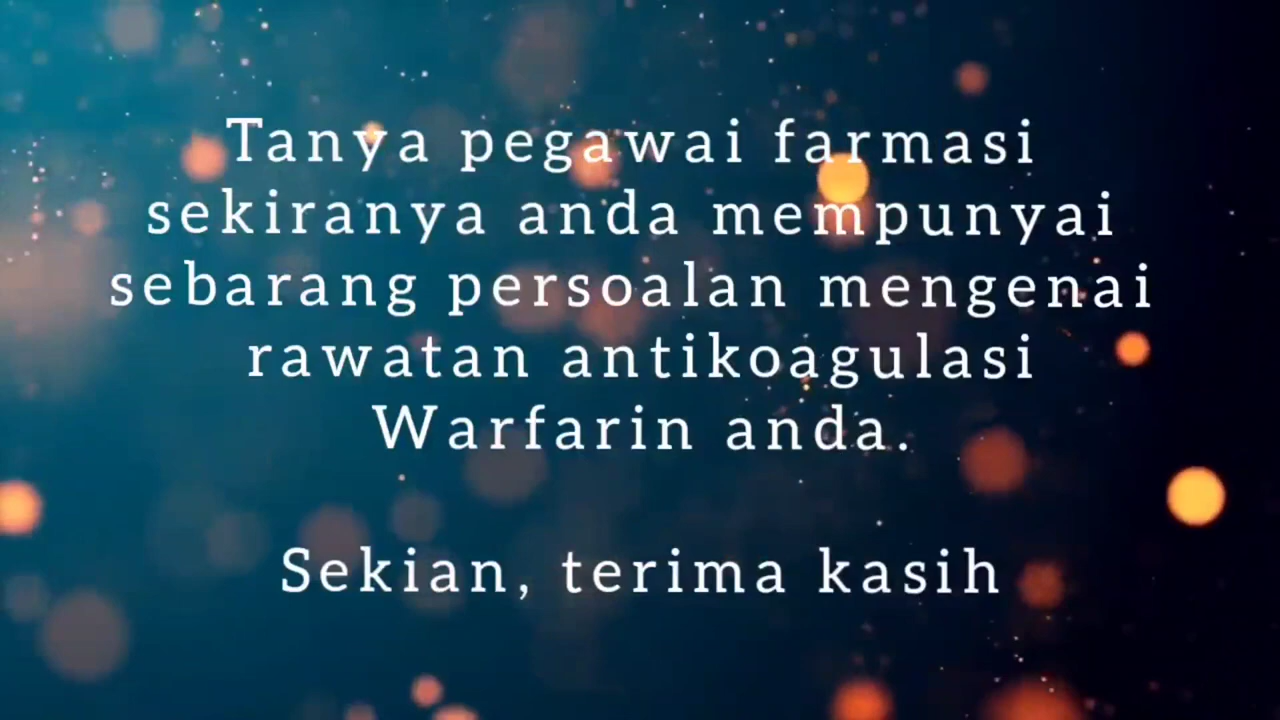 Tanya pegawai farmasi
sekiranya anda mempunyai
sebarang persoalan mengenai
rawatan antikoagulasi
Warfarin anda.
Sekian, terima kasih